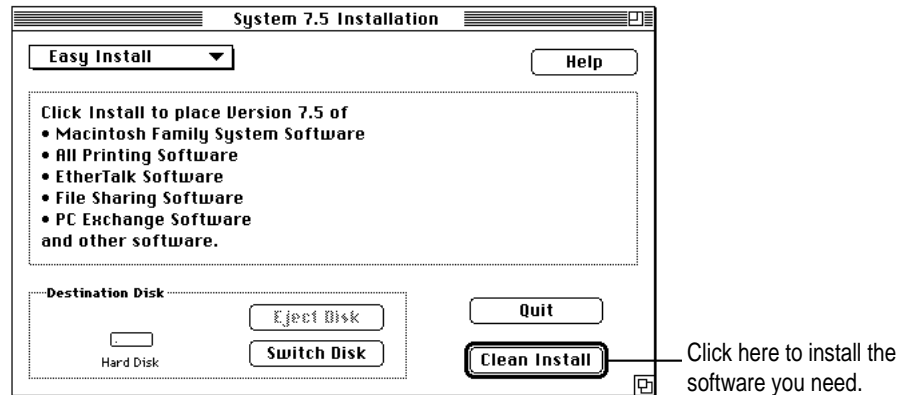 System 7.5 Installation
Easy Install
Help
Click Install to place Version 7.5 of
• Macintosh Family System Software
• All Printing Software
• EtherTalk Software
• File Sharing Software
• PC Exchange Software
and other software.
Destination Disk
Hard Disk
Eject Disk
Switch Disk
Quit
Clean Install
Click here to install the
software you need.